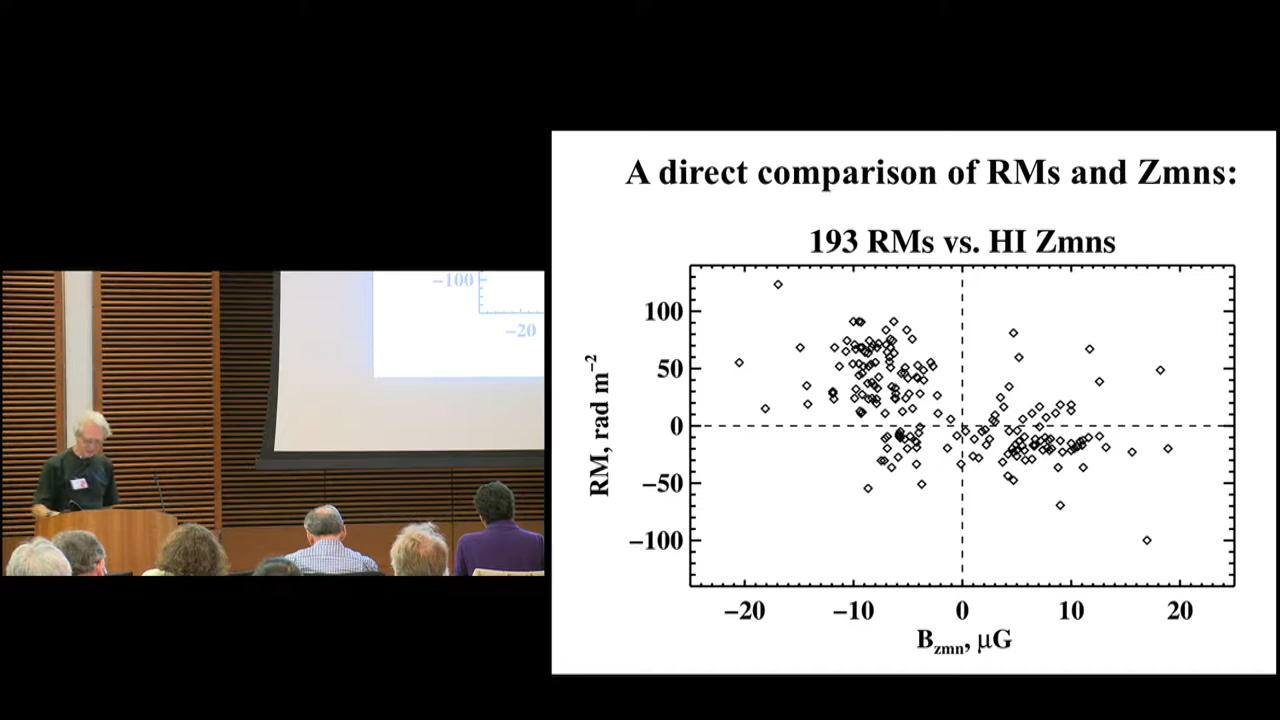 A direct comparison of RMs and Zmns:
193 RMs vs. HI Zmns
100
50
0
−50
−100
RM, rad m⁻²
−20 −10 0 10 20
B_zmn, μG
−100
−20